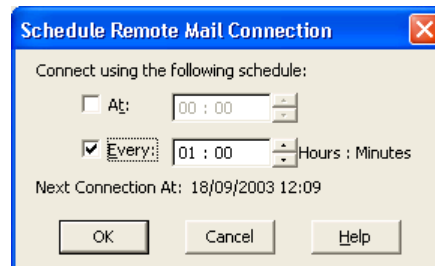 Schedule Remote Mail Connection
Connect using the following schedule:
At: 00 : 00
Every: 01 : 00 Hours : Minutes
Next Connection At: 18/09/2003 12:09
OK Cancel Help